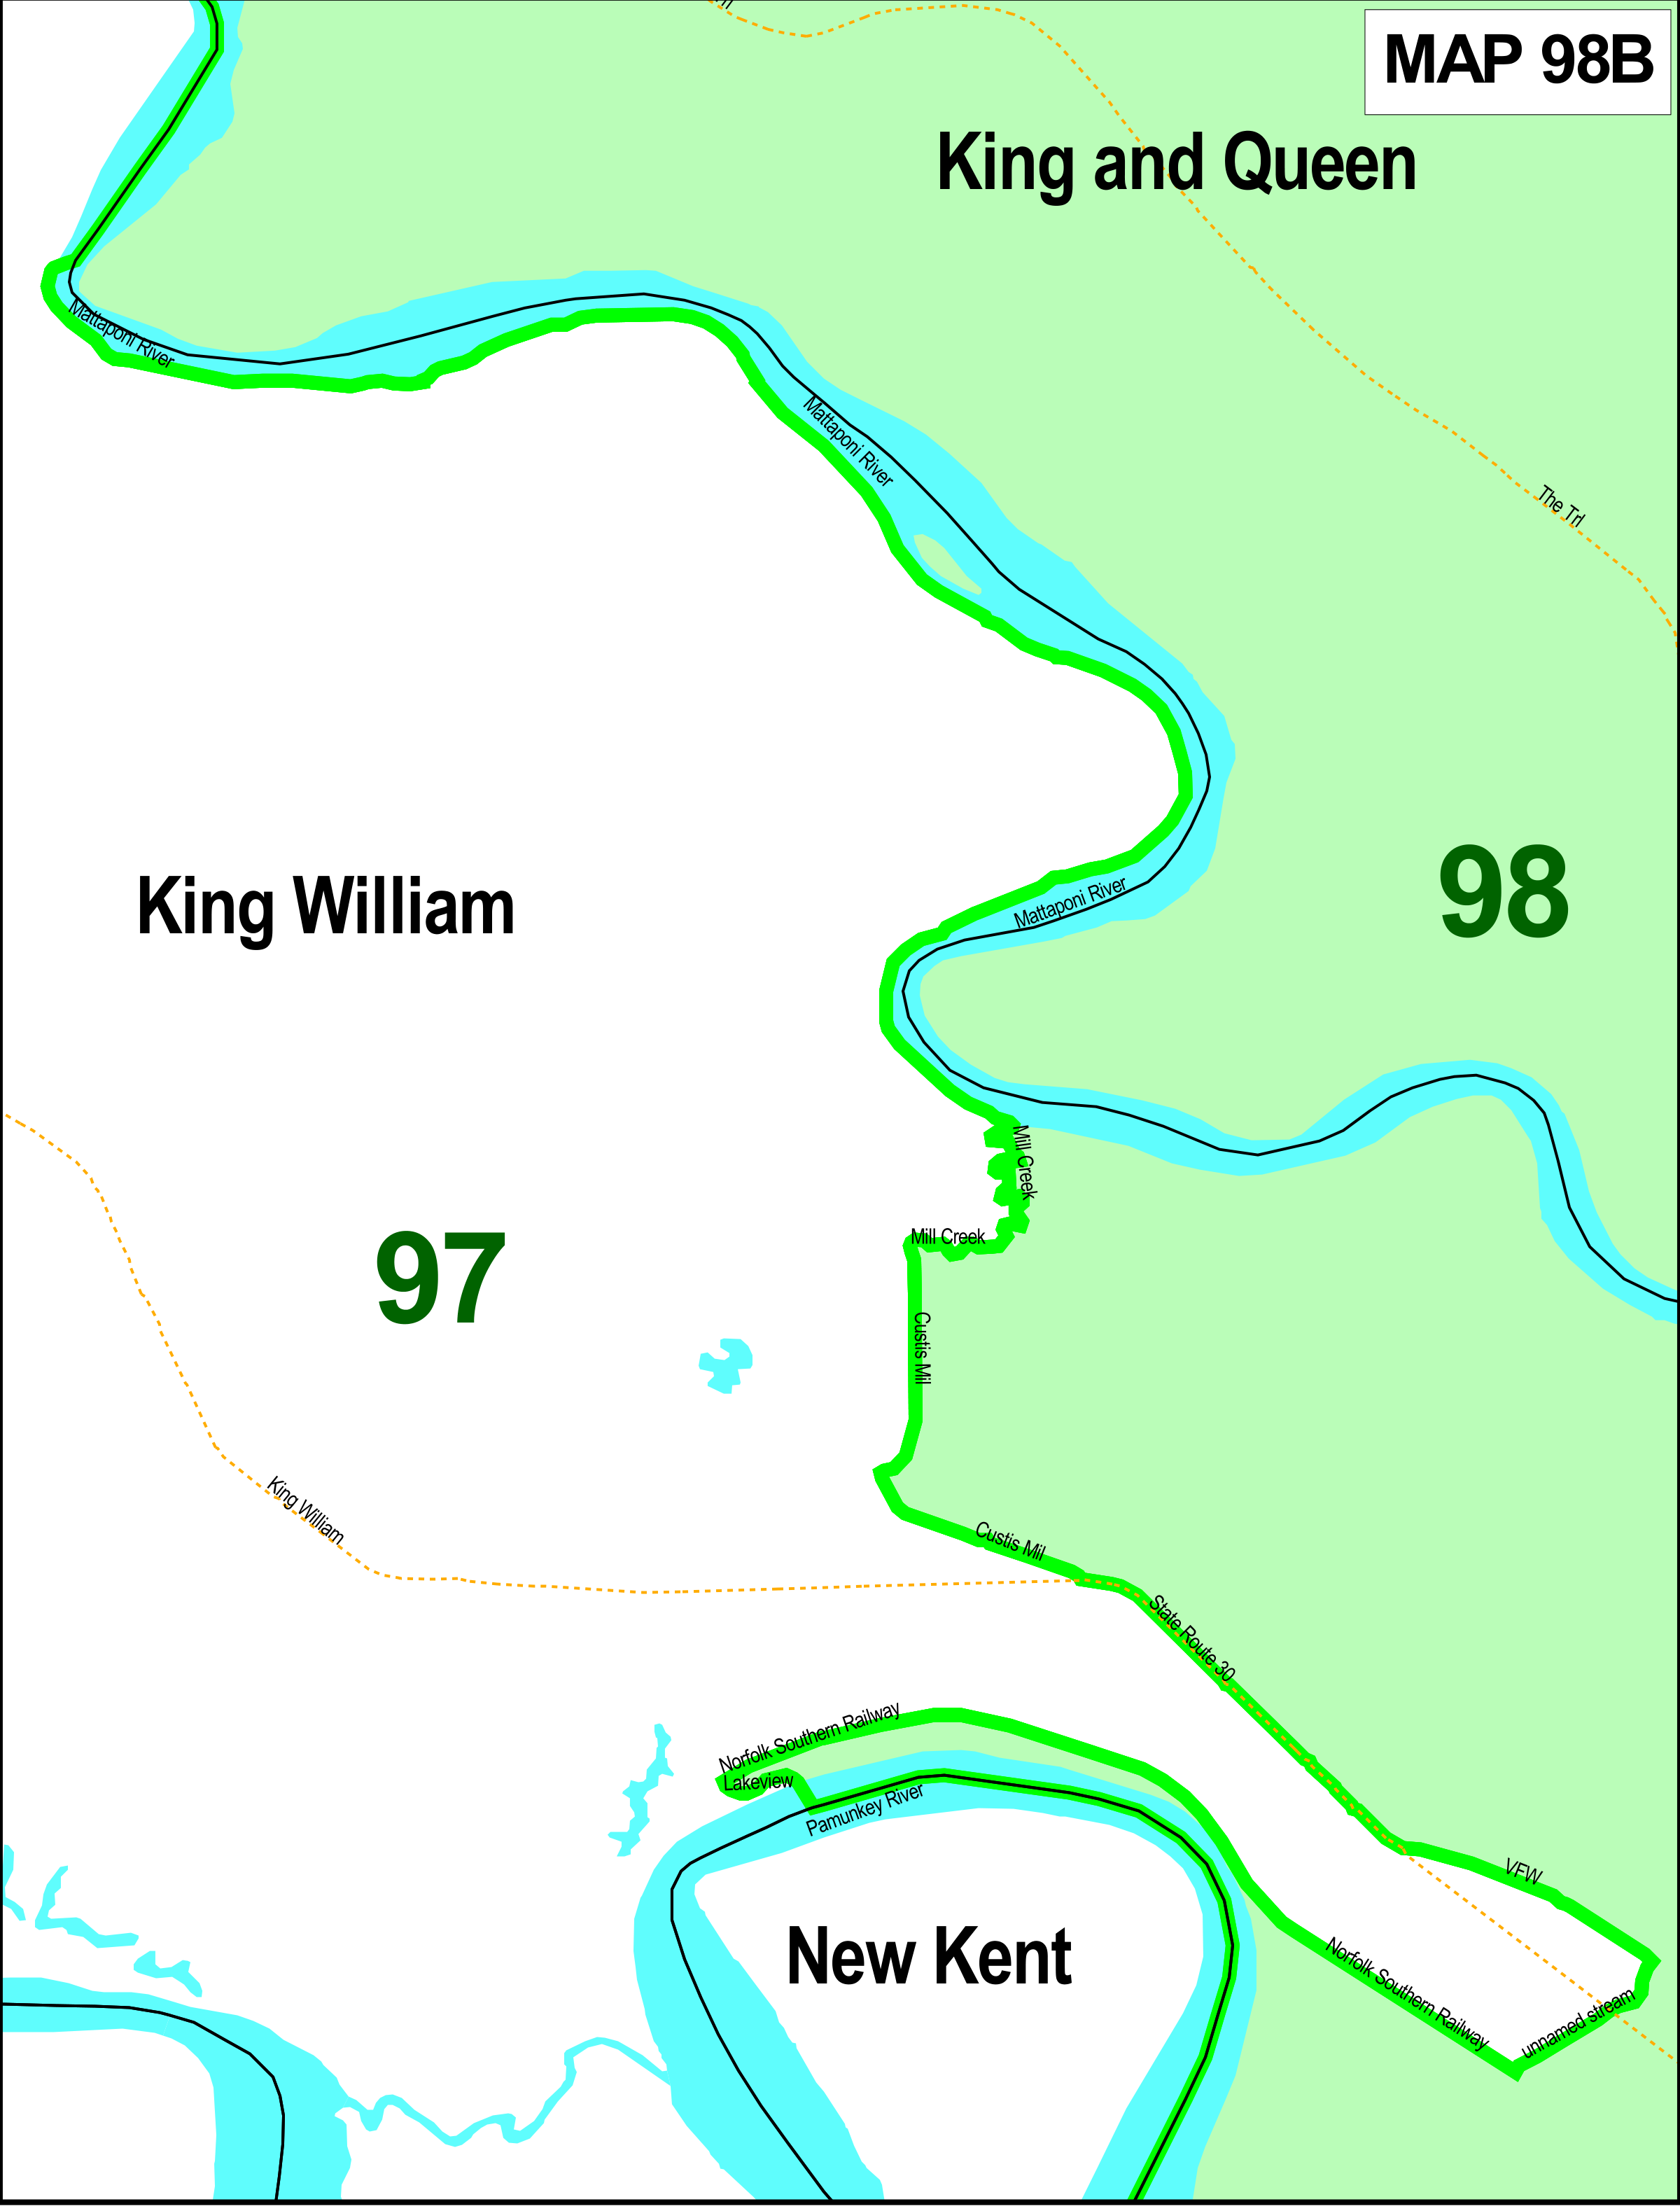 MAP 98B
King and Queen
Mattaponi River
Mattaponi River
The Trl
King William
98
Mattaponi River
Mill Creek
Mill Creek
97
Custis Mil
King William
Custis Mil
State Route 30
Norfolk Southern Railway
Lakeview
Pamunkey River
VFW
New Kent
Norfolk Southern Railway
unnamed stream